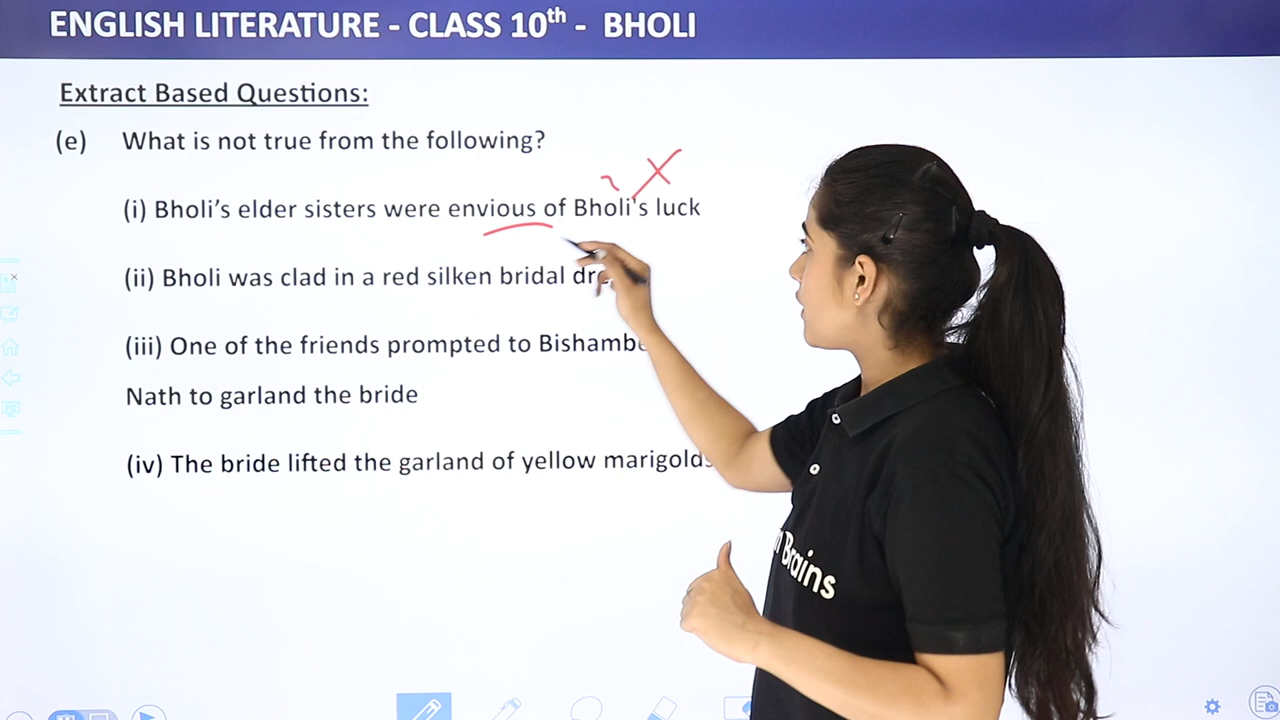 ENGLISH LITERATURE - CLASS 10th - BHOLI
Extract Based Questions:
(e) What is not true from the following?
(i) Bholi’s elder sisters were envious of Bholi's luck
(ii) Bholi was clad in a red silken bridal
(iii) One of the friends prompted to
Nath to garland the bride
(iv) The bride lifted the garland of yellow marigolds
Brains